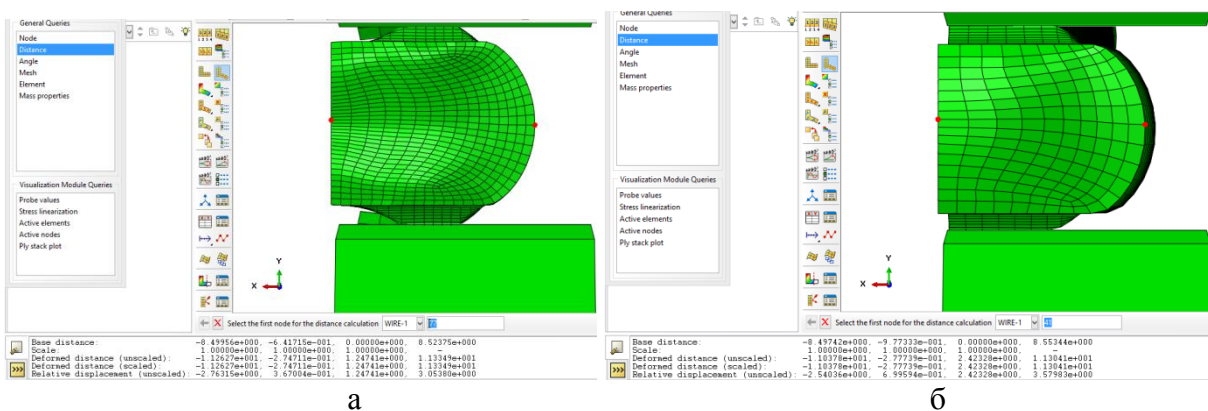 General Queries
Node
Distance
Angle
Mesh
Element
Mass properties
Visualization Module Queries
Probe values
Stress linearization
Active elements
Active nodes
Ply stack plot
Y
X
Select the first node for the distance calculation WIRE-1 77
Base distance: -8.49956e+000, -6.41715e-001, 0.00000e+000, 8.52375e+000
Scale: 1.00000e+000, 1.00000e+000, 1.00000e+000, -
Deformed distance (unscaled): -1.12627e+001, -2.74711e-001, 1.24741e+000, 1.13349e+001
Deformed distance (scaled): -1.12627e+001, -2.74711e-001, 1.24741e+000, 1.13349e+001
Relative displacement (unscaled): -2.76315e+000, 3.67004e-001, 1.24741e+000, 3.05380e+000
а
General Queries
Node
Distance
Angle
Mesh
Element
Mass properties
Visualization Module Queries
Probe values
Stress linearization
Active elements
Active nodes
Ply stack plot
Y
X
Select the first node for the distance calculation WIRE-1 41
Base distance: -8.49742e+000, -9.77333e-001, 0.00000e+000, 8.55344e+000
Scale: 1.00000e+000, 1.00000e+000, 1.00000e+000, -
Deformed distance (unscaled): -1.10378e+001, -2.77739e-001, 2.42328e+000, 1.13041e+001
Deformed distance (scaled): -1.10378e+001, -2.77739e-001, 2.42328e+000, 1.13041e+001
Relative displacement (unscaled): -2.54036e+000, 6.99594e-001, 2.42328e+000, 3.57983e+000
б